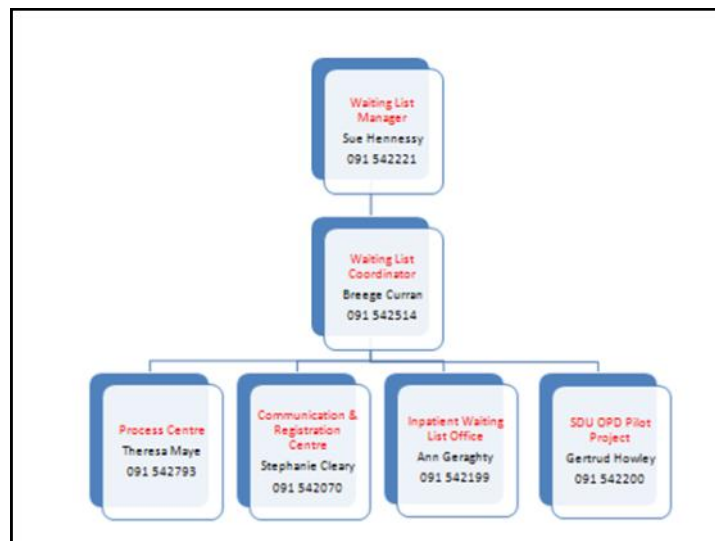 Waiting List
Manager
Sue Hennessy
091 542221
Waiting List
Coordinator
Breege Curran
091 542514
Process Centre
Theresa Maye
091 542793
Communication &
Registration
Centre
Stephanie Cleary
091 542070
Inpatient Waiting
List Office
Ann Geraghty
091 542199
SDU OPD Pilot
Project
Gertrud Howley
091 542200